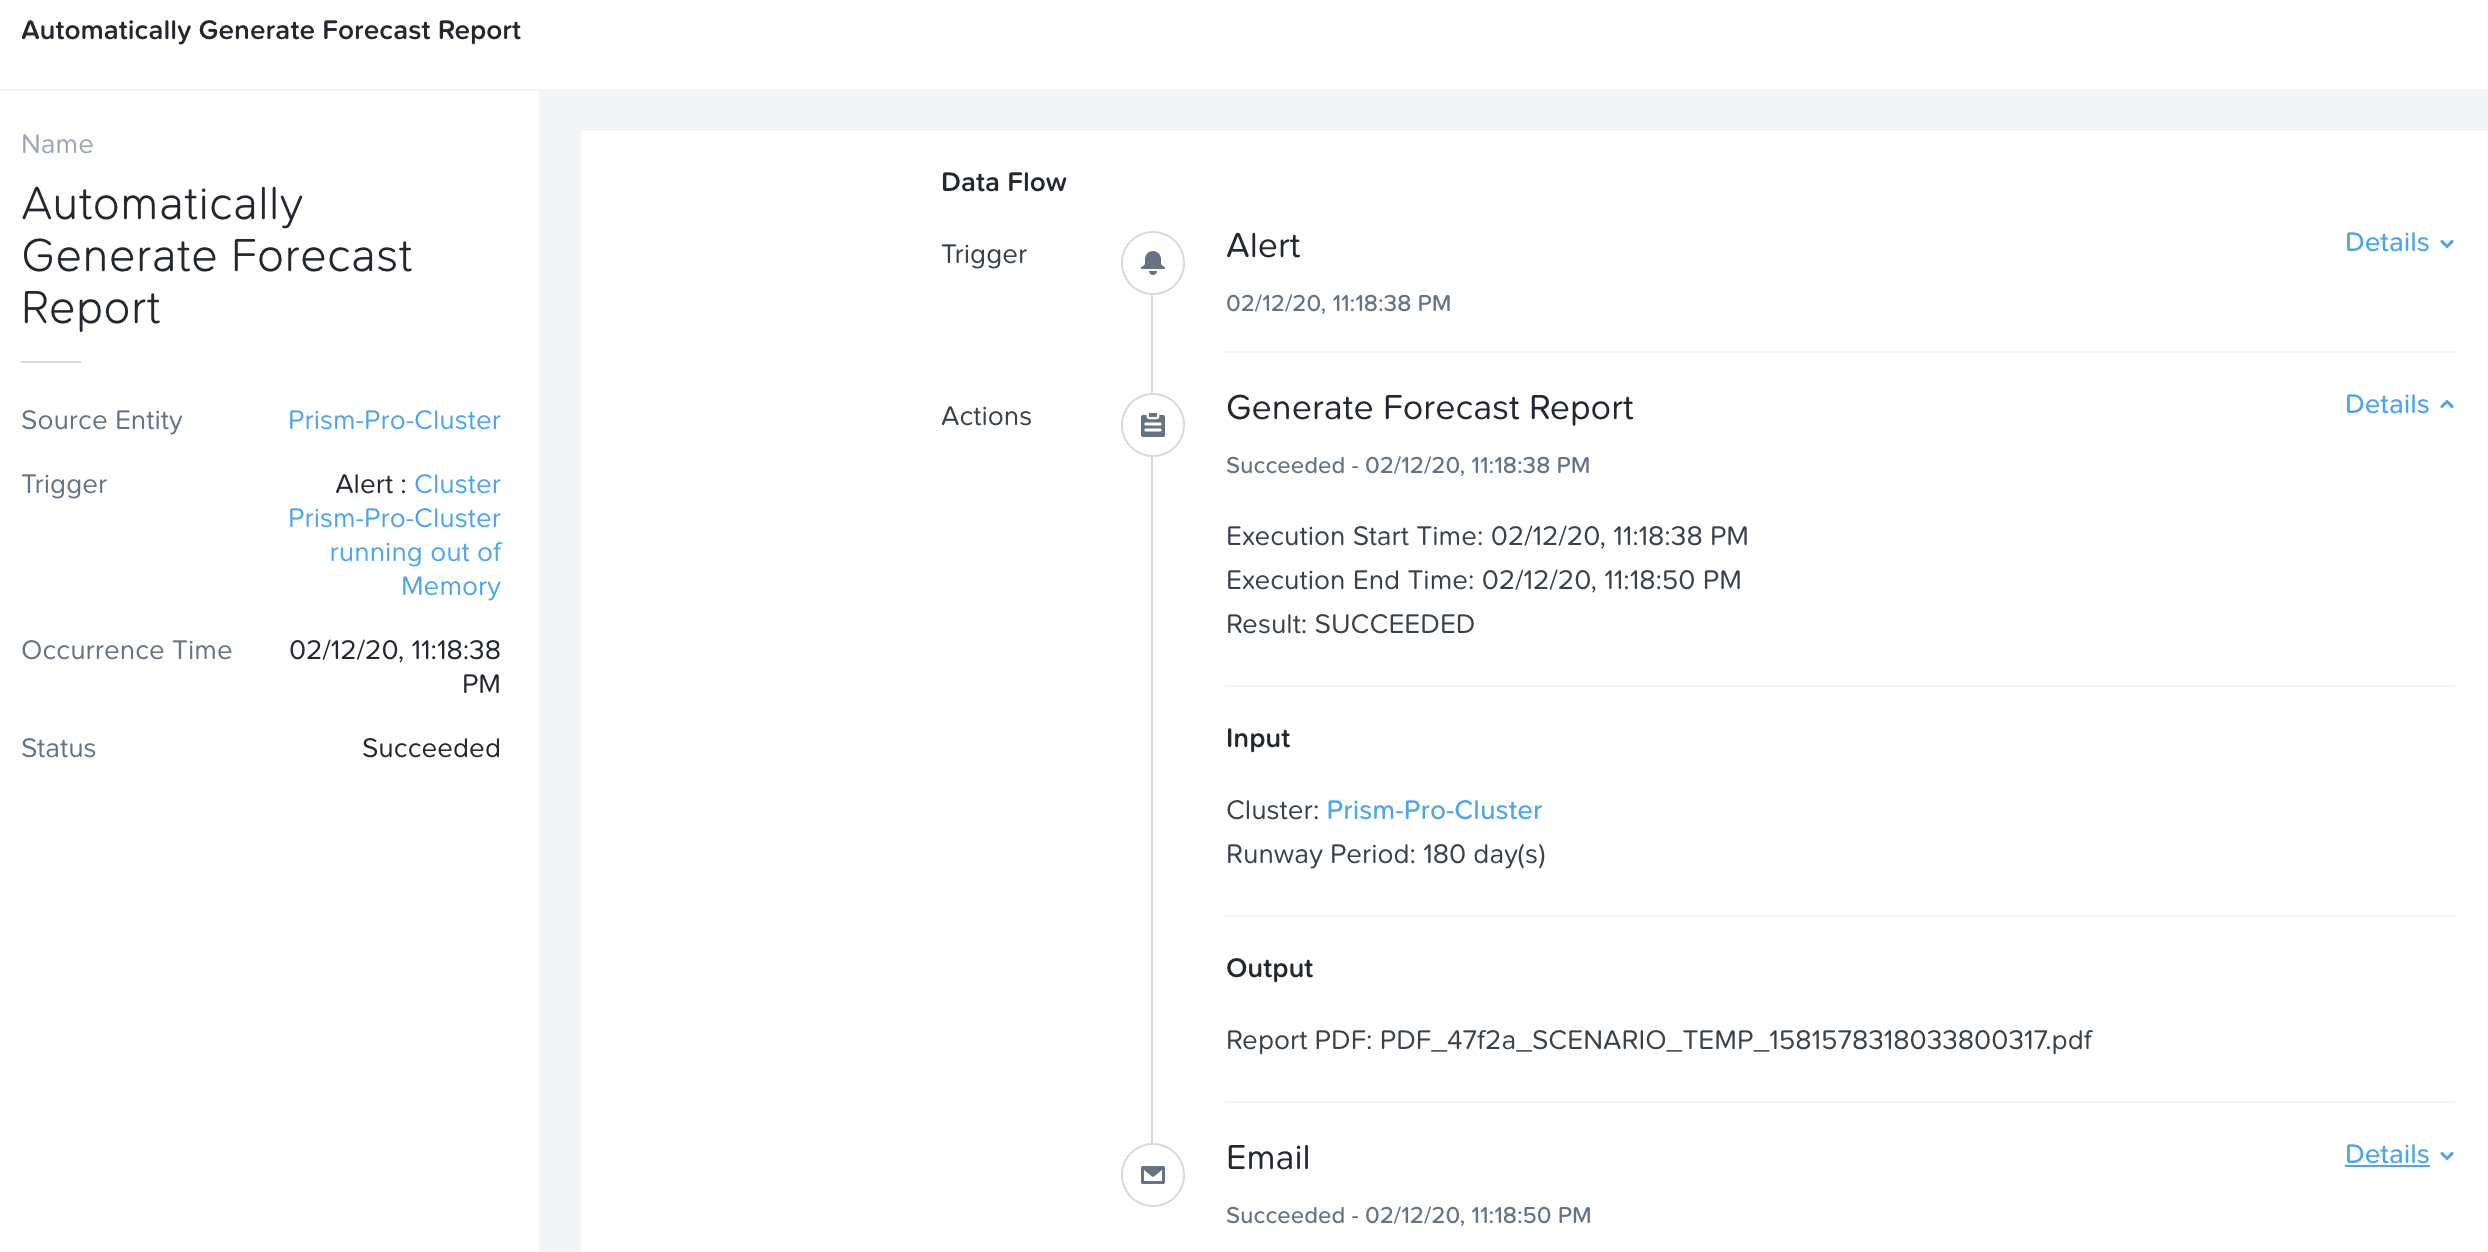 Automatically Generate Forecast Report
Name
Automatically
Generate Forecast
Report
Source Entity Prism-Pro-Cluster
Trigger Alert : Cluster
Prism-Pro-Cluster
running out of
Memory
Occurrence Time 02/12/20, 11:18:38
PM
Status Succeeded
Data Flow
Trigger Alert Details
02/12/20, 11:18:38 PM
Actions Generate Forecast Report Details
Succeeded - 02/12/20, 11:18:38 PM
Execution Start Time: 02/12/20, 11:18:38 PM
Execution End Time: 02/12/20, 11:18:50 PM
Result: SUCCEEDED
Input
Cluster: Prism-Pro-Cluster
Runway Period: 180 day(s)
Output
Report PDF: PDF_47f2a_SCENARIO_TEMP_1581578318033800317.pdf
Email Details
Succeeded - 02/12/20, 11:18:50 PM